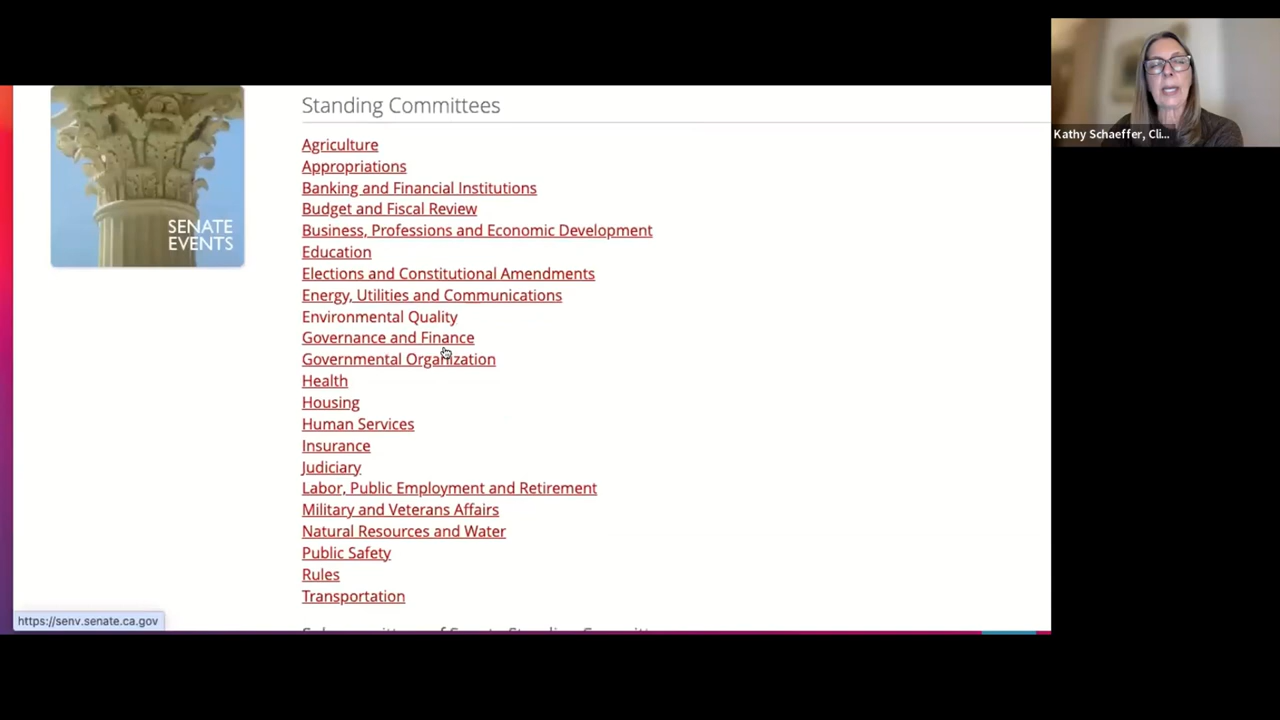 Standing Committees
Agriculture
Appropriations
Banking and Financial Institutions
Budget and Fiscal Review
Business, Professions and Economic Development
Education
Elections and Constitutional Amendments
Energy, Utilities and Communications
Environmental Quality
Governance and Finance
Governmental Organization
Health
Housing
Human Services
Insurance
Judiciary
Labor, Public Employment and Retirement
Military and Veterans Affairs
Natural Resources and Water
Public Safety
Rules
Transportation
SENATE
EVENTS
https://senv.senate.ca.gov
Kathy Schaeffer, Cli...